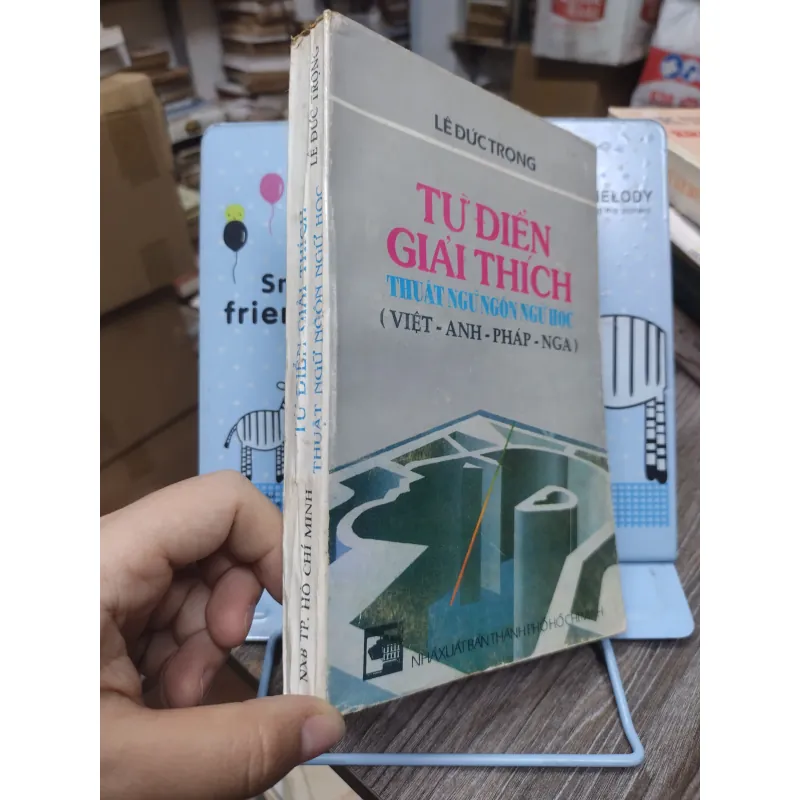 LÊ ĐỨC TRỌNG
TỪ ĐIỂN
GIẢI THÍCH
THUẬT NGỮ NGÔN NGỮ HỌC
( VIỆT - ANH - PHÁP - NGA )
NHÀ XUẤT BẢN THÀNH PHỐ HỒ CHÍ MINH
LÊ ĐỨC TRỌNG
TỪ ĐIỂN GIẢI THÍCH
THUẬT NGỮ NGÔN NGỮ HỌC
NXB TP. HỒ CHÍ MINH
frien
MELODY